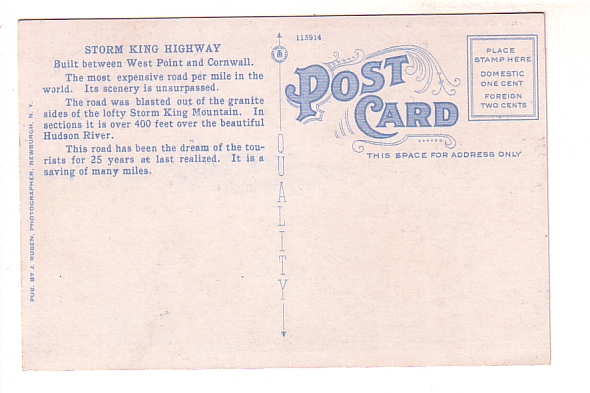 STORM KING HIGHWAY
Built between West Point and Cornwall.
The most expensive road per mile in the
world. Its scenery is unsurpassed.
The road was blasted out of the granite
sides of the lofty Storm King Mountain. In
sections it is over 400 feet over the beautiful
Hudson River.
This road has been the dream of the tou-
rists for 25 years at last realized. It is a
saving of many miles.
PUB. BY J. RUBEN, PHOTOGRAPHER, NEWBURGH, N. Y.
QUALITY
115914
POST
CARD
THIS SPACE FOR ADDRESS ONLY
PLACE
STAMP HERE
DOMESTIC
ONE CENT
FOREIGN
TWO CENTS